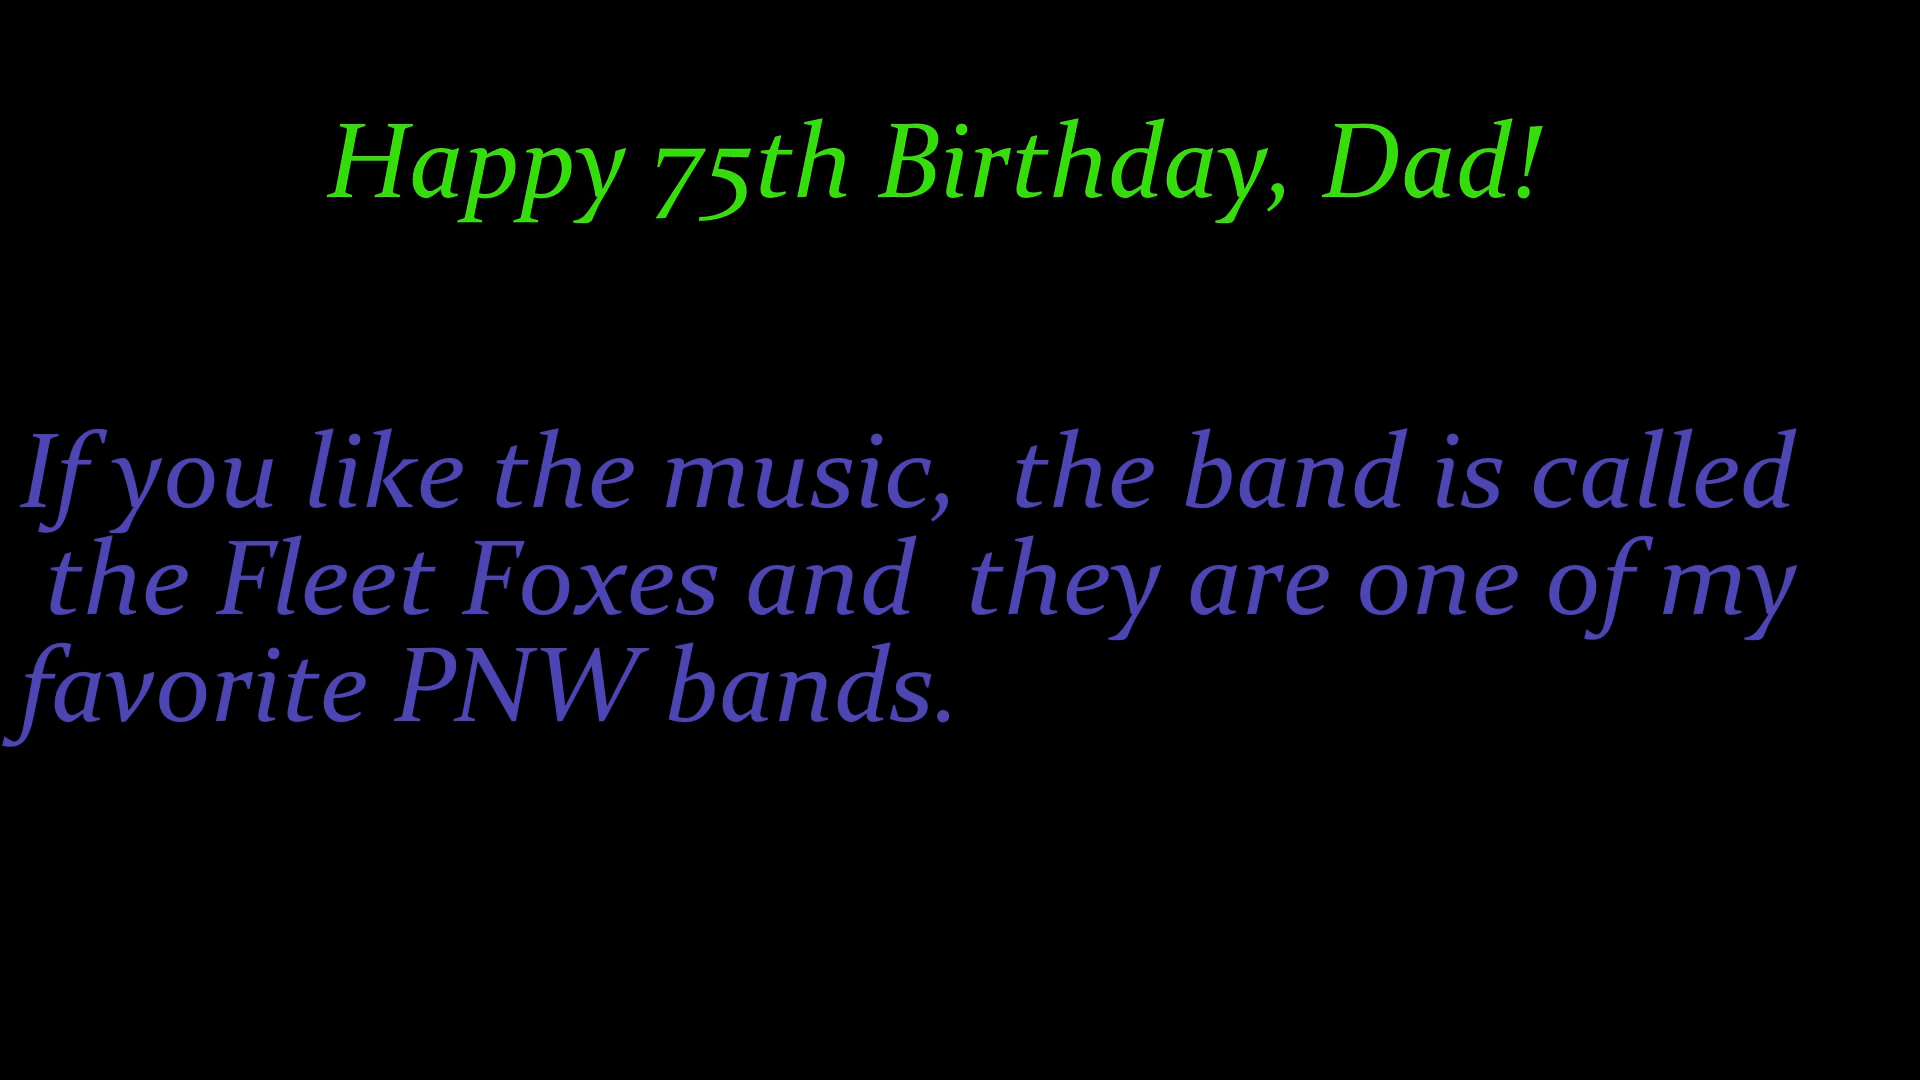 Happy 75th Birthday, Dad!
If you like the music,  the band is called
the Fleet Foxes and  they are one of my
favorite PNW bands.